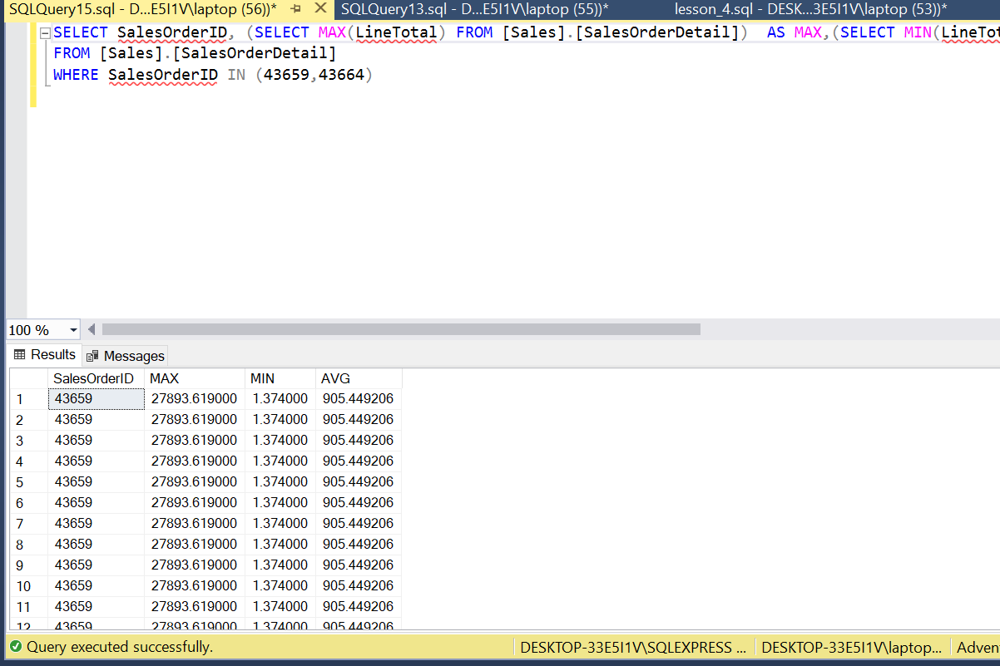 SQLQuery15.sql - D...E5I1V\laptop (56))* SQLQuery13.sql - D...E5I1V\laptop (55))* lesson_4.sql - DESK...3E5I1V\laptop (53))*
SELECT SalesOrderID, (SELECT MAX(LineTotal) FROM [Sales].[SalesOrderDetail]) AS MAX,(SELECT MIN(LineTot
FROM [Sales].[SalesOrderDetail]
WHERE SalesOrderID IN (43659,43664)
100 %
Results Messages
SalesOrderID MAX MIN AVG
1 43659 27893.619000 1.374000 905.449206
2 43659 27893.619000 1.374000 905.449206
3 43659 27893.619000 1.374000 905.449206
4 43659 27893.619000 1.374000 905.449206
5 43659 27893.619000 1.374000 905.449206
6 43659 27893.619000 1.374000 905.449206
7 43659 27893.619000 1.374000 905.449206
8 43659 27893.619000 1.374000 905.449206
9 43659 27893.619000 1.374000 905.449206
10 43659 27893.619000 1.374000 905.449206
11 43659 27893.619000 1.374000 905.449206
12 43659 27893.619000 1.374000 905.449206
Query executed successfully. DESKTOP-33E5I1V\SQLEXPRESS ... DESKTOP-33E5I1V\laptop... Adven